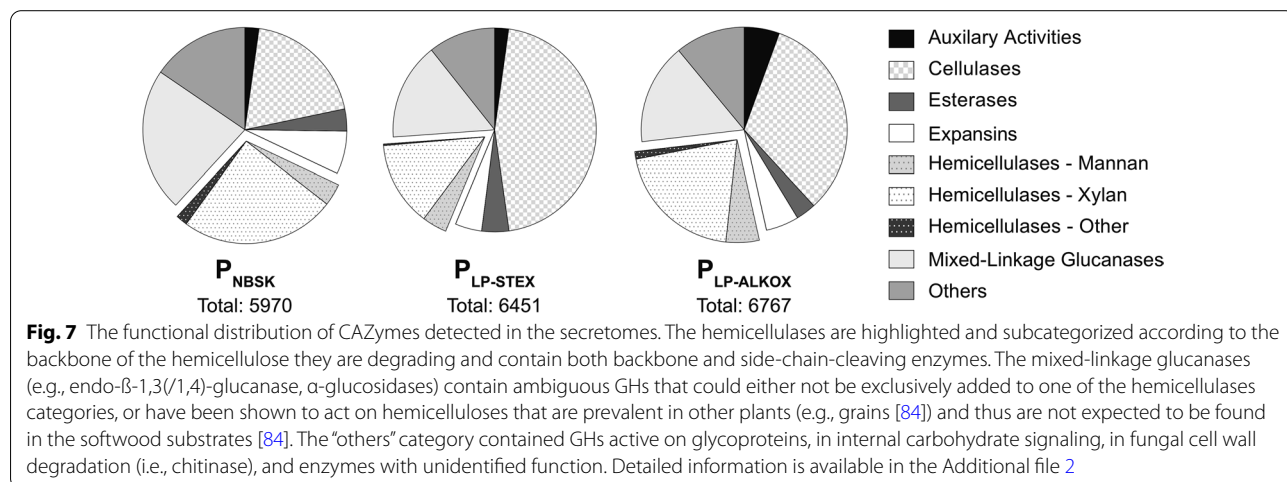 Auxilary Activities
Cellulases
Esterases
Expansins
Hemicellulases - Mannan
Hemicellulases - Xylan
Hemicellulases - Other
Mixed-Linkage Glucanases
Others
P NBSK
Total: 5970
P LP-STEX
Total: 6451
P LP-ALKOX
Total: 6767
Fig. 7 The functional distribution of CAZymes detected in the secretomes. The hemicellulases are highlighted and subcategorized according to the
backbone of the hemicellulose they are degrading and contain both backbone and side-chain-cleaving enzymes. The mixed-linkage glucanases
(e.g., endo-ß-1,3(/1,4)-glucanase, α-glucosidases) contain ambiguous GHs that could either not be exclusively added to one of the hemicellulases
categories, or have been shown to act on hemicelluloses that are prevalent in other plants (e.g., grains [84]) and thus are not expected to be found
in the softwood substrates [84]. The “others” category contained GHs active on glycoproteins, in internal carbohydrate signaling, in fungal cell wall
degradation (i.e., chitinase), and enzymes with unidentified function. Detailed information is available in the Additional file 2